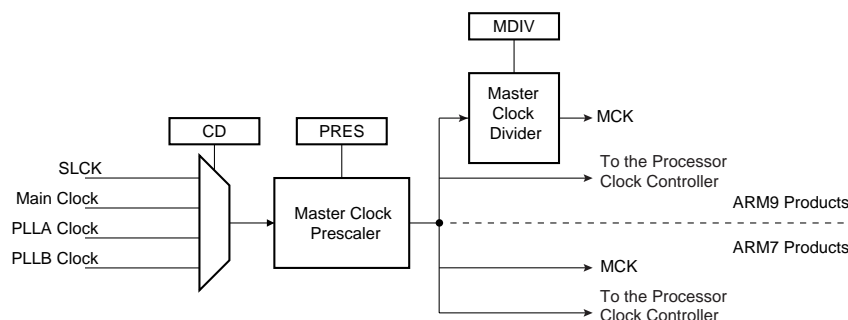 MDIV
Master
Clock
Divider
MCK
CD
PRES
SLCK
Main Clock
PLLA Clock
PLLB Clock
Master Clock
Prescaler
To the Processor
Clock Controller
ARM9 Products
ARM7 Products
MCK
To the Processor
Clock Controller